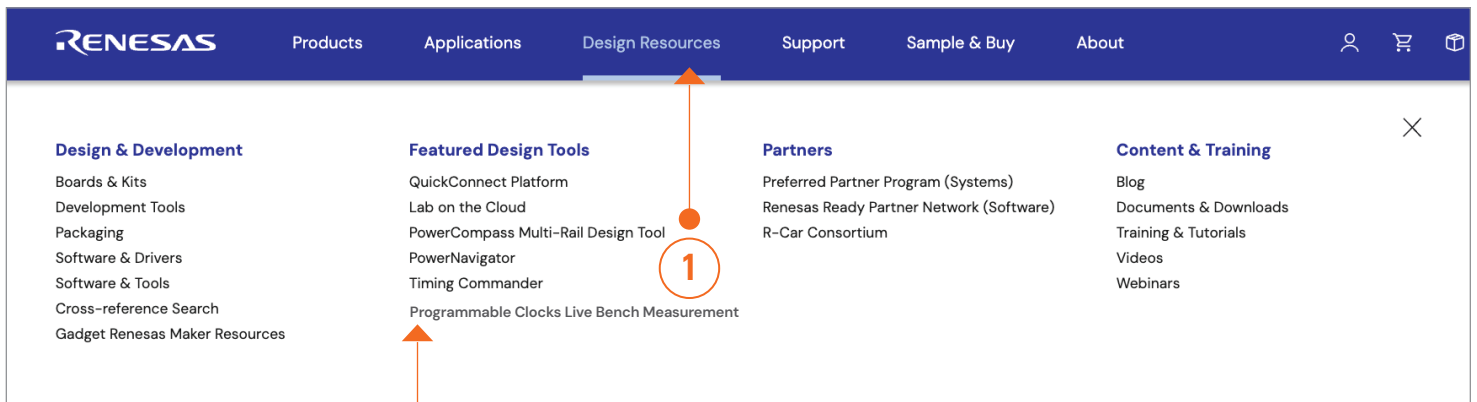 RENESAS
Products
Applications
Design Resources
Support
Sample & Buy
About
Design & Development
Boards & Kits
Development Tools
Packaging
Software & Drivers
Software & Tools
Cross-reference Search
Gadget Renesas Maker Resources
Featured Design Tools
QuickConnect Platform
Lab on the Cloud
PowerCompass Multi-Rail Design Tool
PowerNavigator
Timing Commander
Programmable Clocks Live Bench Measurement
1
Partners
Preferred Partner Program (Systems)
Renesas Ready Partner Network (Software)
R-Car Consortium
Content & Training
Blog
Documents & Downloads
Training & Tutorials
Videos
Webinars